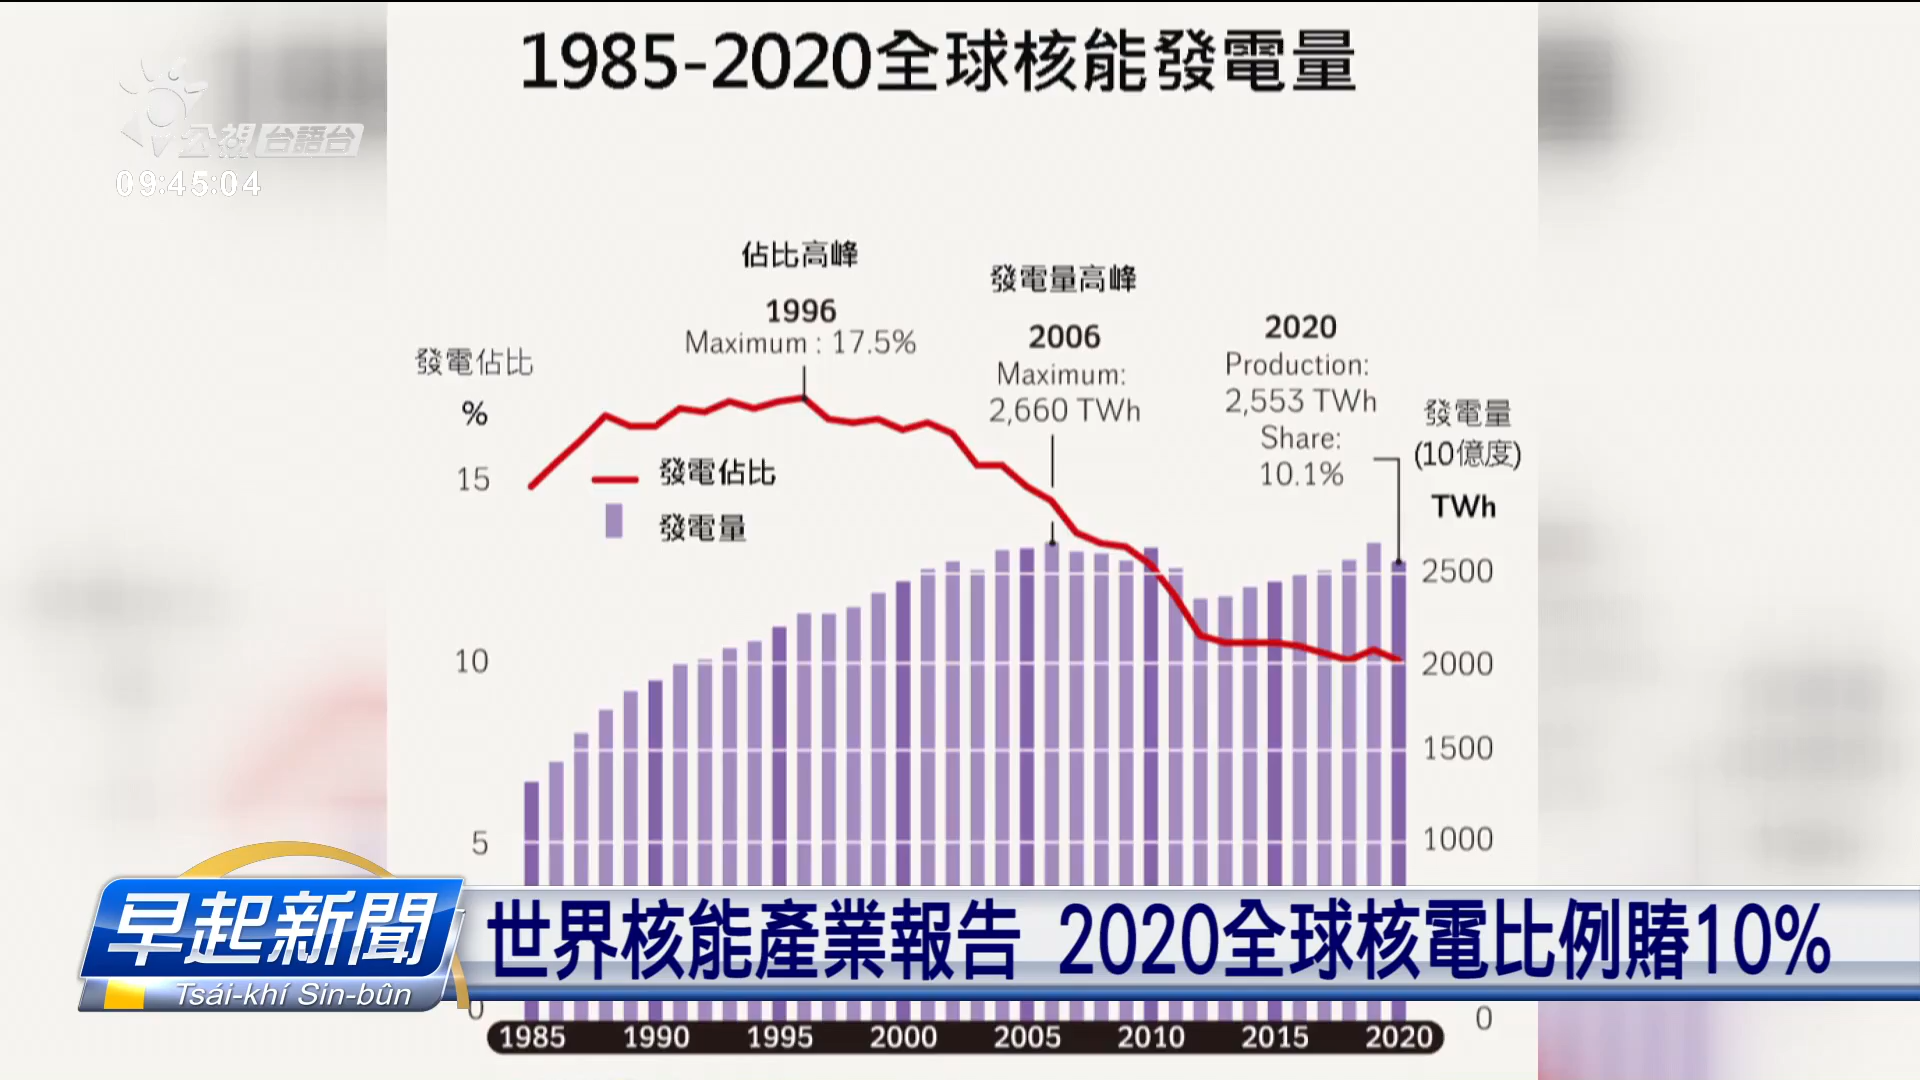 1985-2020全球核能發電量
公視台語台
09:45:04
佔比高峰
1996
Maximum : 17.5%
發電量高峰
2006
Maximum:
2,660 TWh
2020
Production:
2,553 TWh
Share:
10.1%
發電佔比
%
發電量
(10億度)
TWh
發電佔比
發電量
15
10
5
0
2500
2000
1500
1000
0
早起新聞
Tsái-khí Sin-bûn
世界核能產業報告 2020全球核電比例賰10%
1985 1990 1995 2000 2005 2010 2015 2020